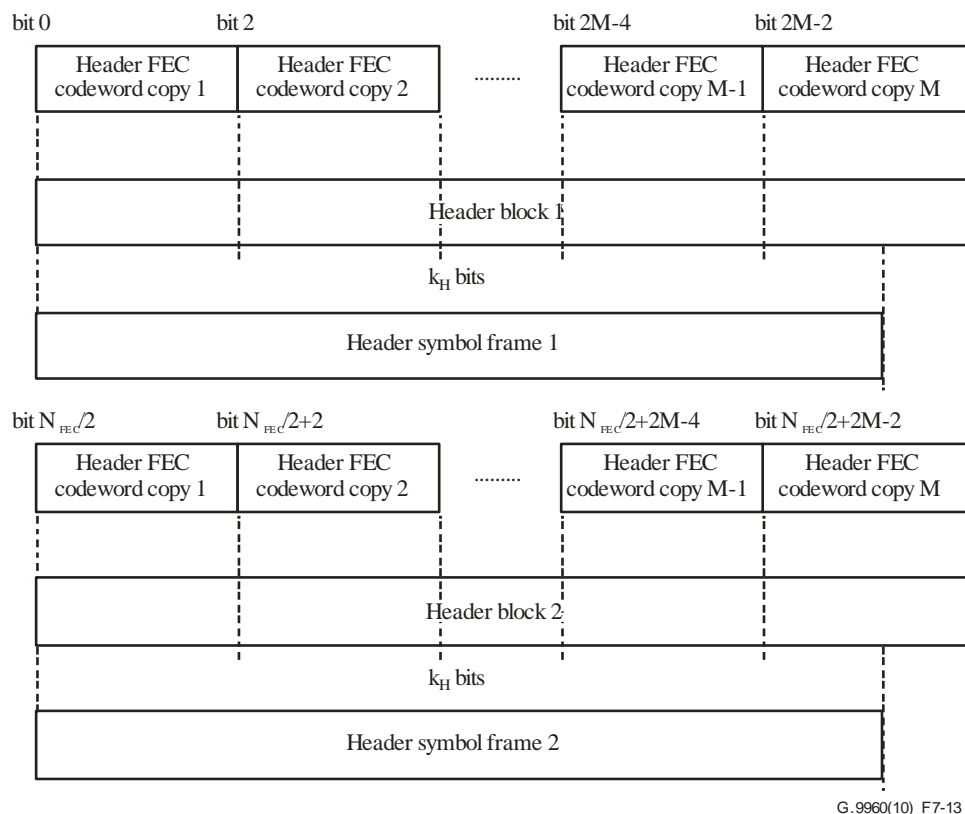 bit 0 bit 2 bit 2M-4 bit 2M-2
Header FEC codeword copy 1
Header FEC codeword copy 2
.........
Header FEC codeword copy M-1
Header FEC codeword copy M
Header block 1
k_H bits
Header symbol frame 1
bit N_FEC/2 bit N_FEC/2+2 bit N_FEC/2+2M-4 bit N_FEC/2+2M-2
Header FEC codeword copy 1
Header FEC codeword copy 2
.........
Header FEC codeword copy M-1
Header FEC codeword copy M
Header block 2
k_H bits
Header symbol frame 2
G.9960(10)_F7-13